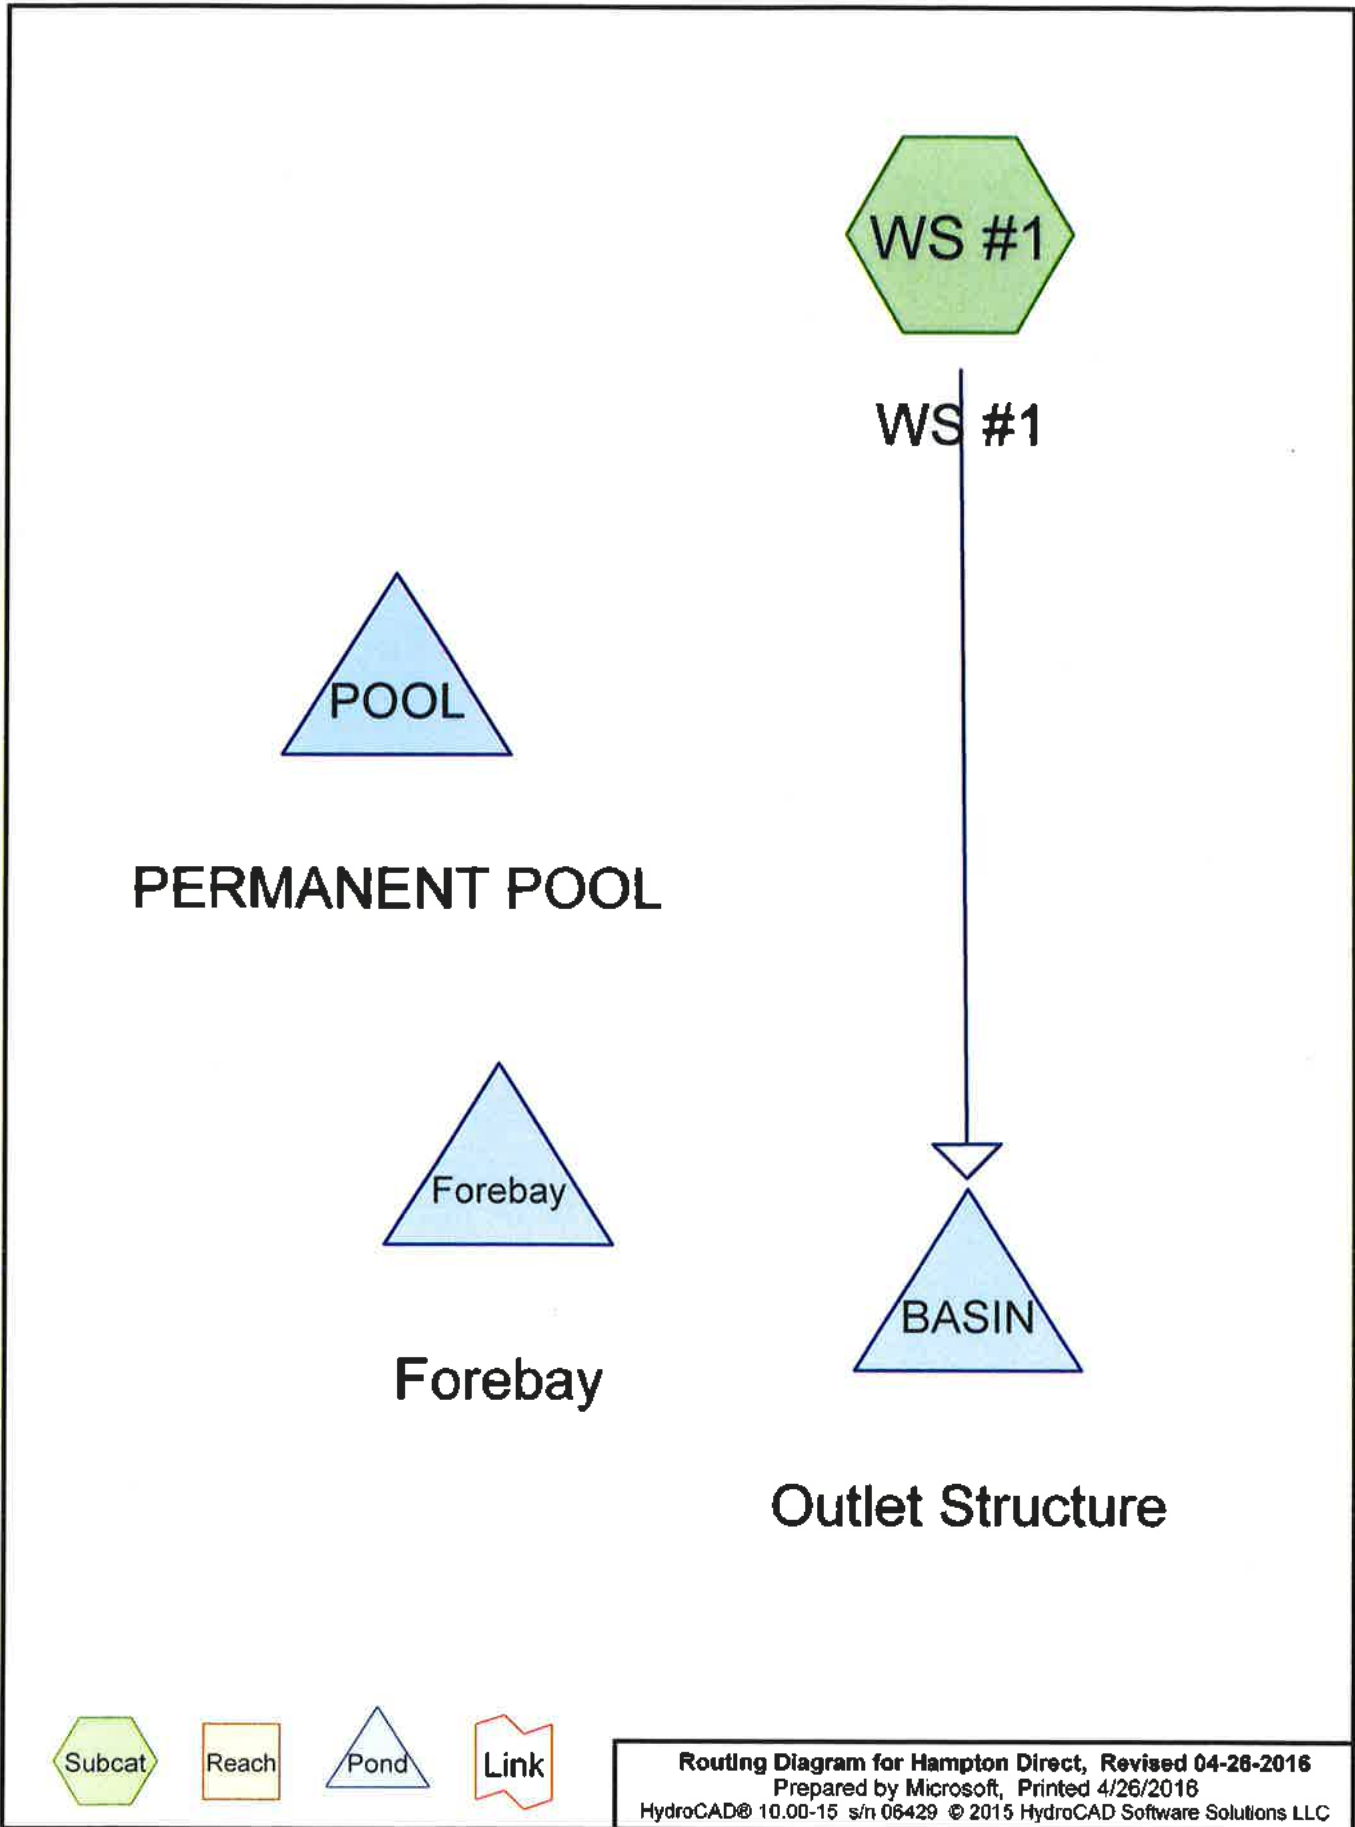 WS #1
WS #1
POOL
PERMANENT POOL
Forebay
Forebay
BASIN
Outlet Structure
Subcat
Reach
Pond
Link
Routing Diagram for Hampton Direct, Revised 04-26-2016
Prepared by Microsoft, Printed 4/26/2016
HydroCAD® 10.00-15 s/n 06429 © 2015 HydroCAD Software Solutions LLC